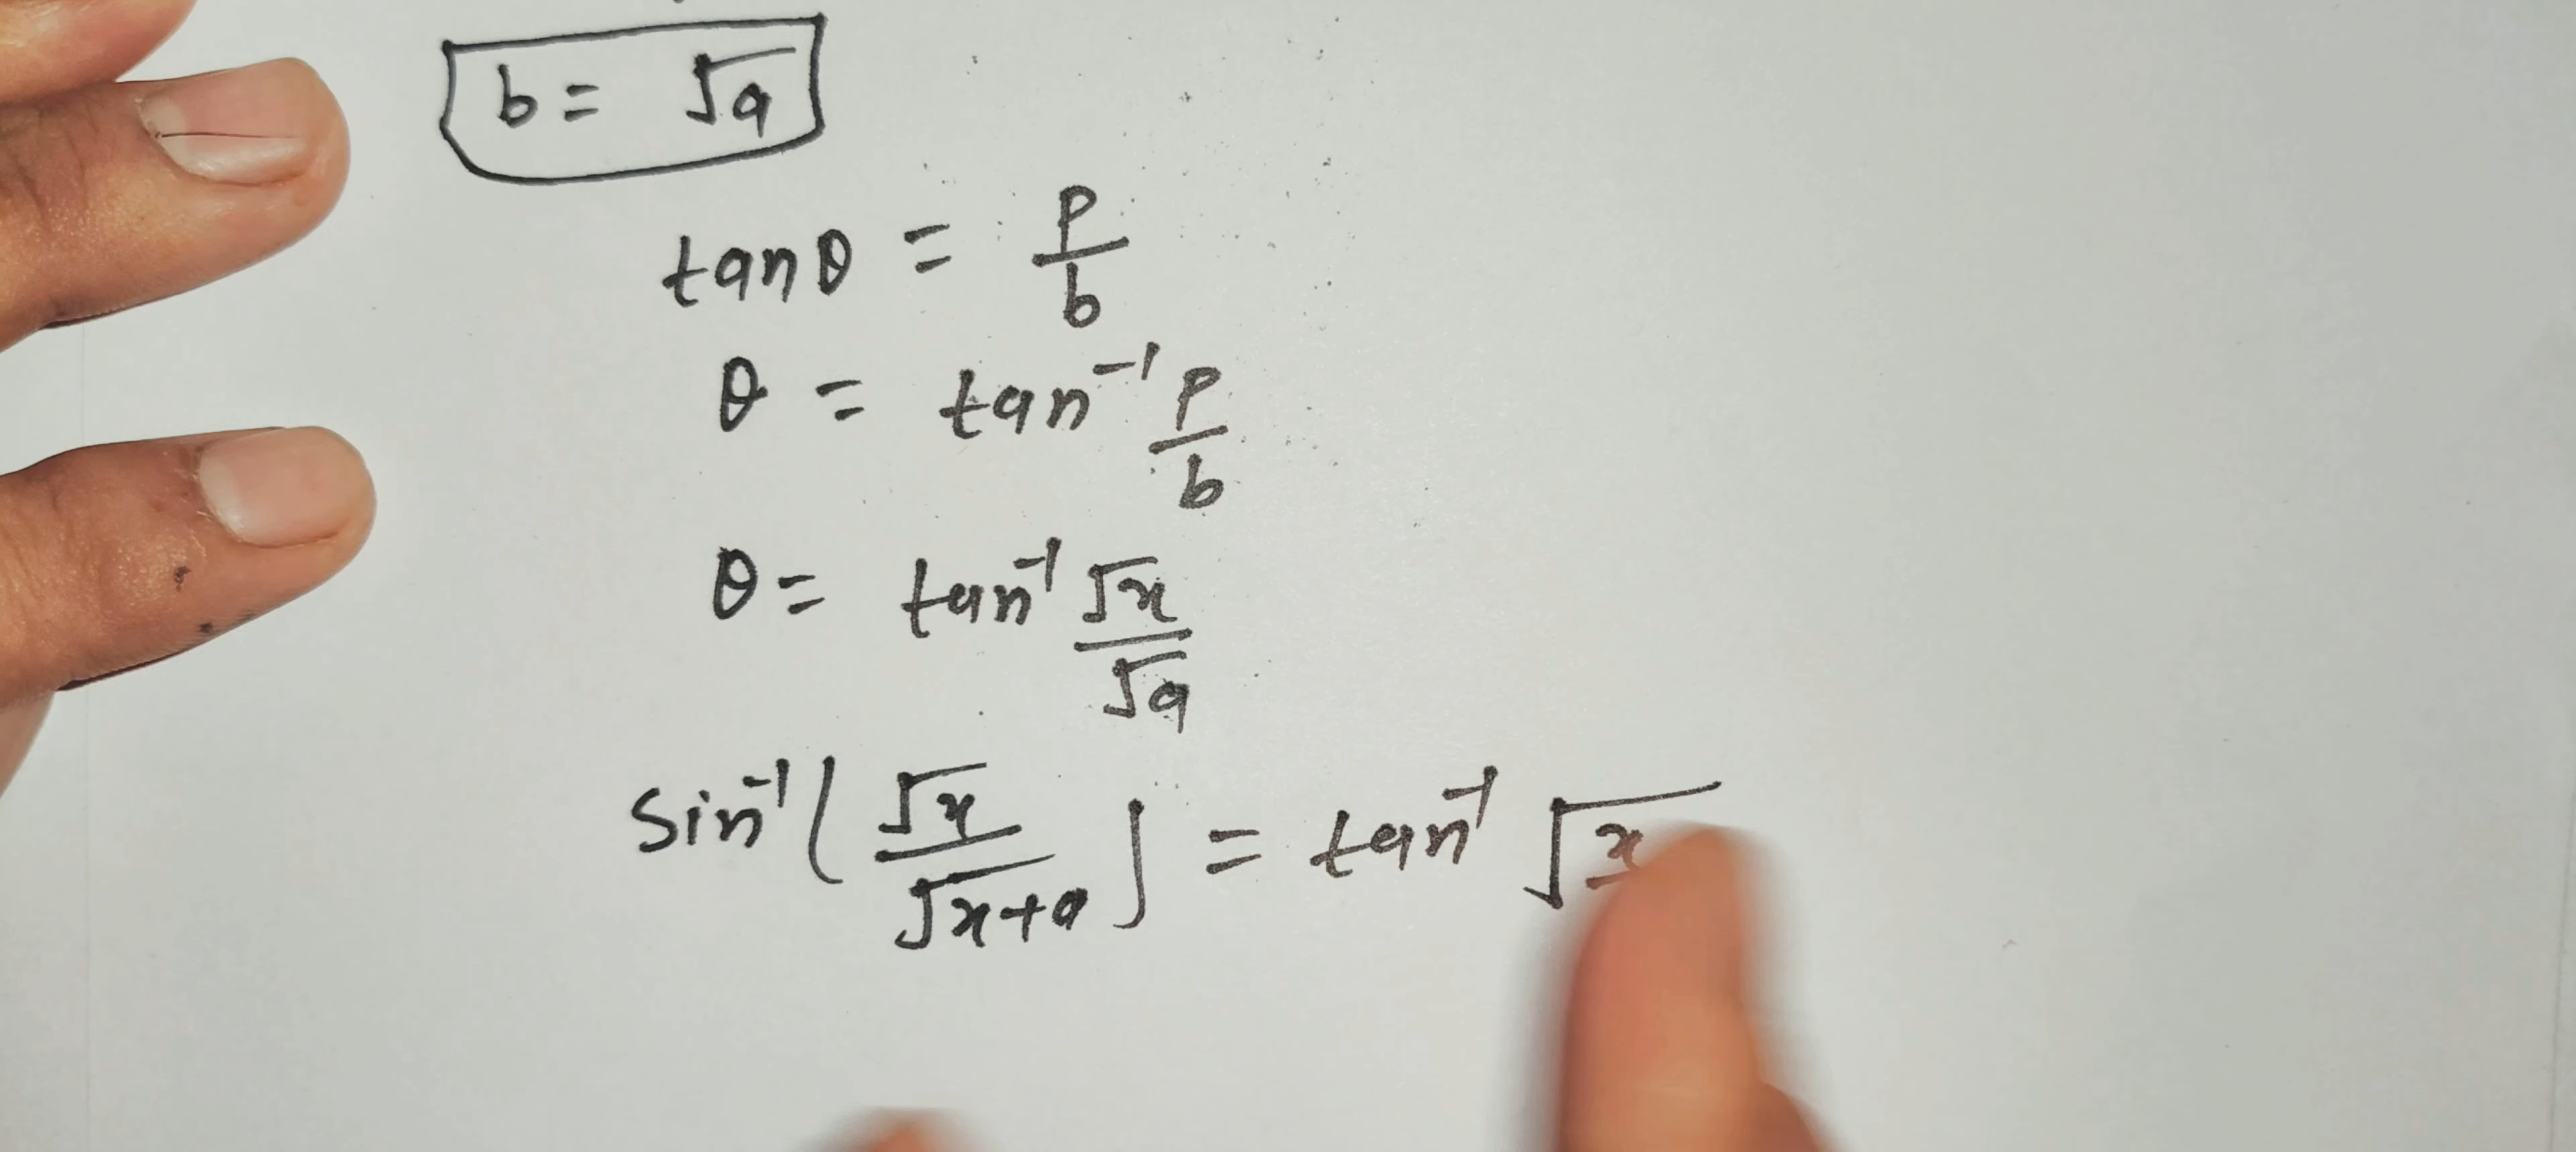 b = √a
tanθ = p/b
θ = tan⁻¹ p/b
θ = tan⁻¹ √x/√a
Sin⁻¹(√x/√x+a) = tan⁻¹ √x